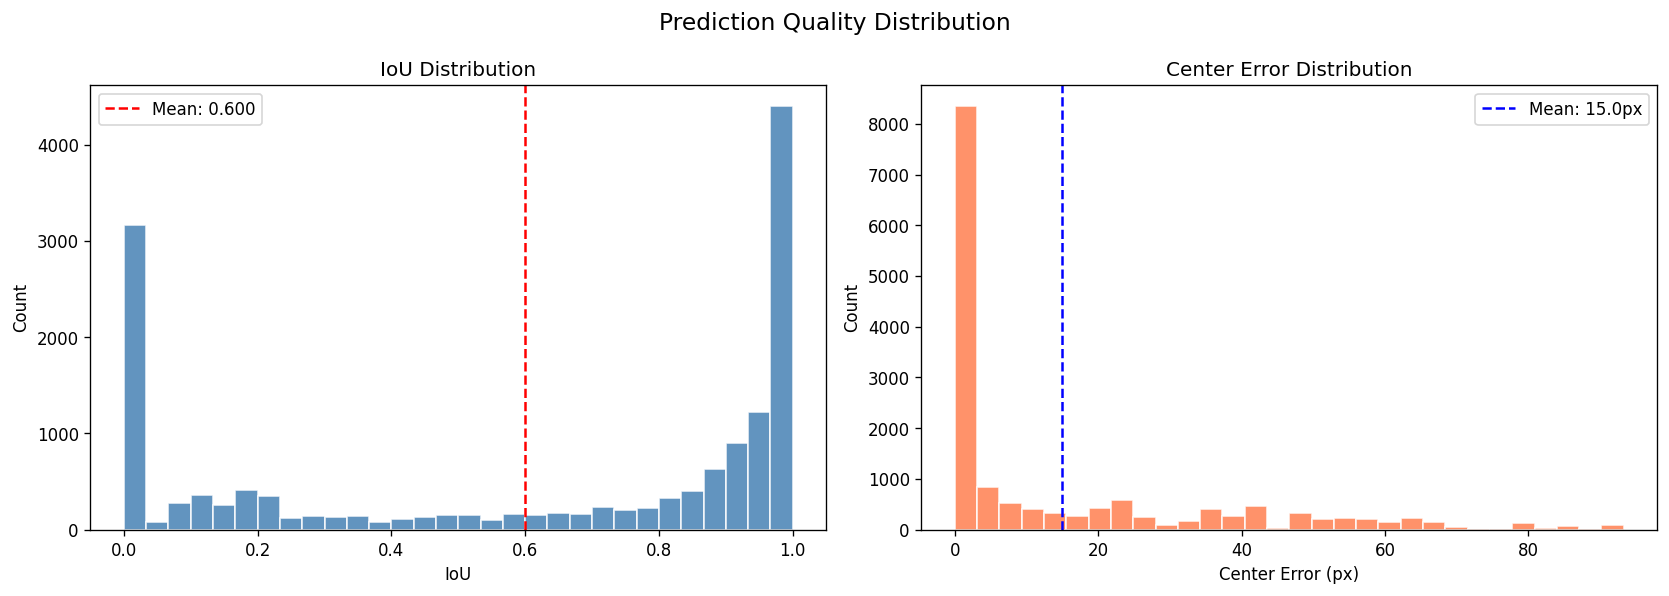 Prediction Quality Distribution
IoU Distribution
Mean: 0.600
4000
3000
2000
1000
0
Count
0.0 0.2 0.4 0.6 0.8 1.0
IoU
Center Error Distribution
Mean: 15.0px
8000
7000
6000
5000
4000
3000
2000
1000
0
Count
0 20 40 60 80
Center Error (px)